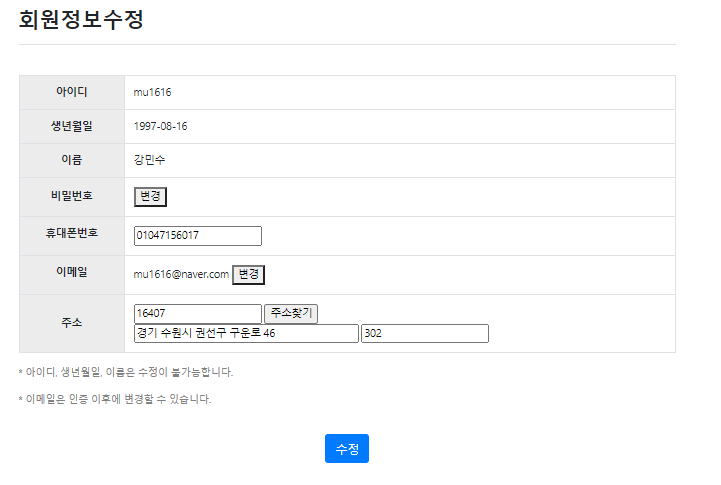 회원정보수정
아이디 mu1616
생년월일 1997-08-16
이름 강민수
비밀번호 변경
휴대폰번호 01047156017
이메일 mu1616@naver.com 변경
주소 16407 주소찾기
경기 수원시 권선구 구운로 46 302
* 아이디, 생년월일, 이름은 수정이 불가능합니다.
* 이메일은 인증 이후에 변경할 수 있습니다.
수정